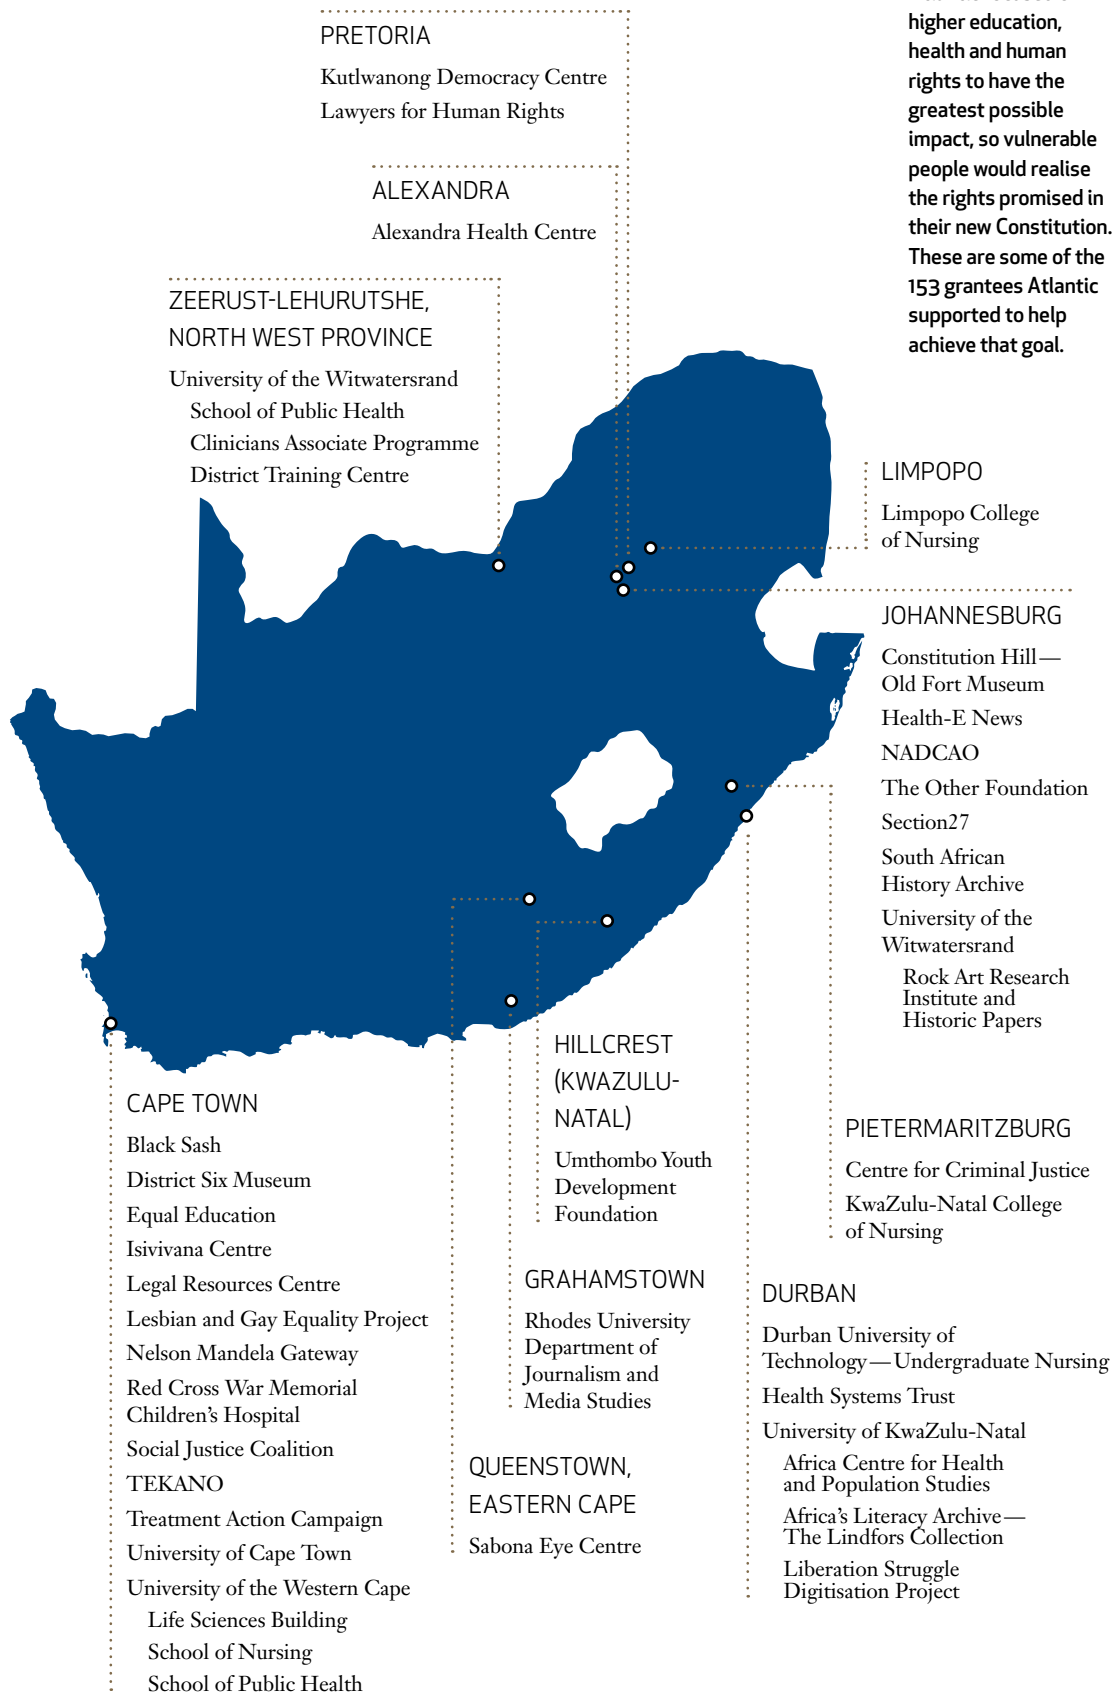 higher education,
health and human
rights to have the
greatest possible
impact, so vulnerable
people would realise
the rights promised in
their new Constitution.
These are some of the
153 grantees Atlantic
supported to help
achieve that goal.
PRETORIA
Kutlwanong Democracy Centre
Lawyers for Human Rights
ALEXANDRA
Alexandra Health Centre
ZEERUST-LEHURUTSHE,
NORTH WEST PROVINCE
University of the Witwatersrand
School of Public Health
Clinicians Associate Programme
District Training Centre
LIMPOPO
Limpopo College
of Nursing
JOHANNESBURG
Constitution Hill—
Old Fort Museum
Health-E News
NADCAO
The Other Foundation
Section27
South African
History Archive
University of the
Witwatersrand
Rock Art Research
Institute and
Historic Papers
HILLCREST
(KWAZULU-
NATAL)
Umthombo Youth
Development
Foundation
PIETERMARITZBURG
Centre for Criminal Justice
KwaZulu-Natal College
of Nursing
CAPE TOWN
Black Sash
District Six Museum
Equal Education
Isivivana Centre
Legal Resources Centre
Lesbian and Gay Equality Project
Nelson Mandela Gateway
Red Cross War Memorial
Children's Hospital
Social Justice Coalition
TEKANO
Treatment Action Campaign
University of Cape Town
University of the Western Cape
Life Sciences Building
School of Nursing
School of Public Health
GRAHAMSTOWN
Rhodes University
Department of
Journalism and
Media Studies
QUEENSTOWN,
EASTERN CAPE
Sabona Eye Centre
DURBAN
Durban University of
Technology—Undergraduate Nursing
Health Systems Trust
University of KwaZulu-Natal
Africa Centre for Health
and Population Studies
Africa's Literacy Archive—
The Lindfors Collection
Liberation Struggle
Digitisation Project